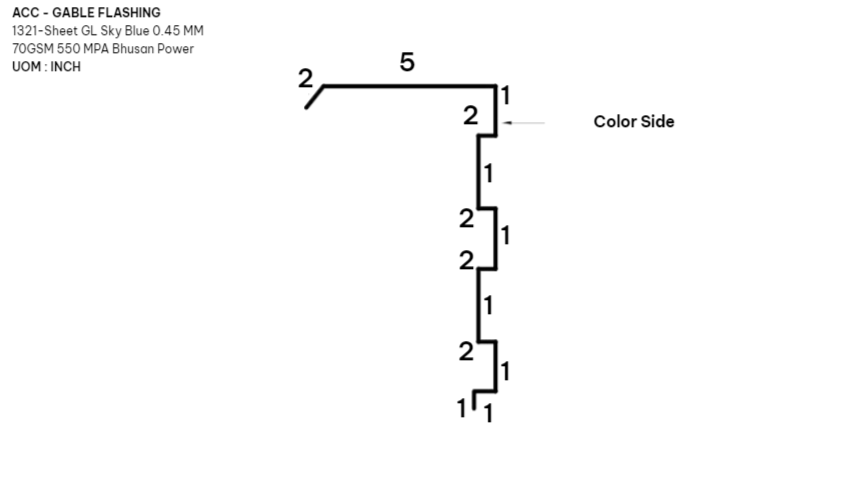 ACC - GABLE FLASHING
1321-Sheet GL Sky Blue 0.45 MM
70GSM 550 MPA Bhusan Power
UOM : INCH
5
2
1
2
Color Side
1
2
1
2
1
2
1
1
1